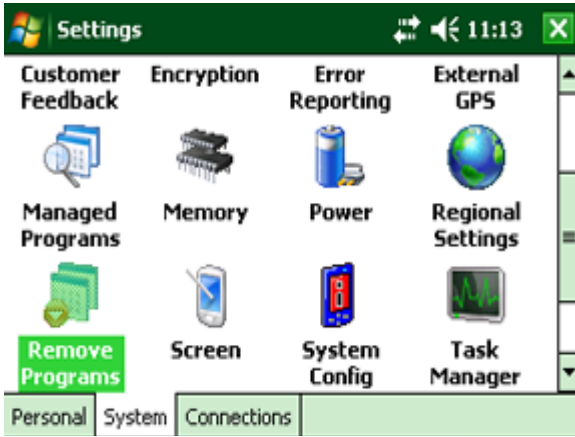 Settings 11:13
Customer Feedback
Encryption
Error Reporting
External GPS
Managed Programs
Memory
Power
Regional Settings
Remove Programs
Screen
System Config
Task Manager
Personal System Connections